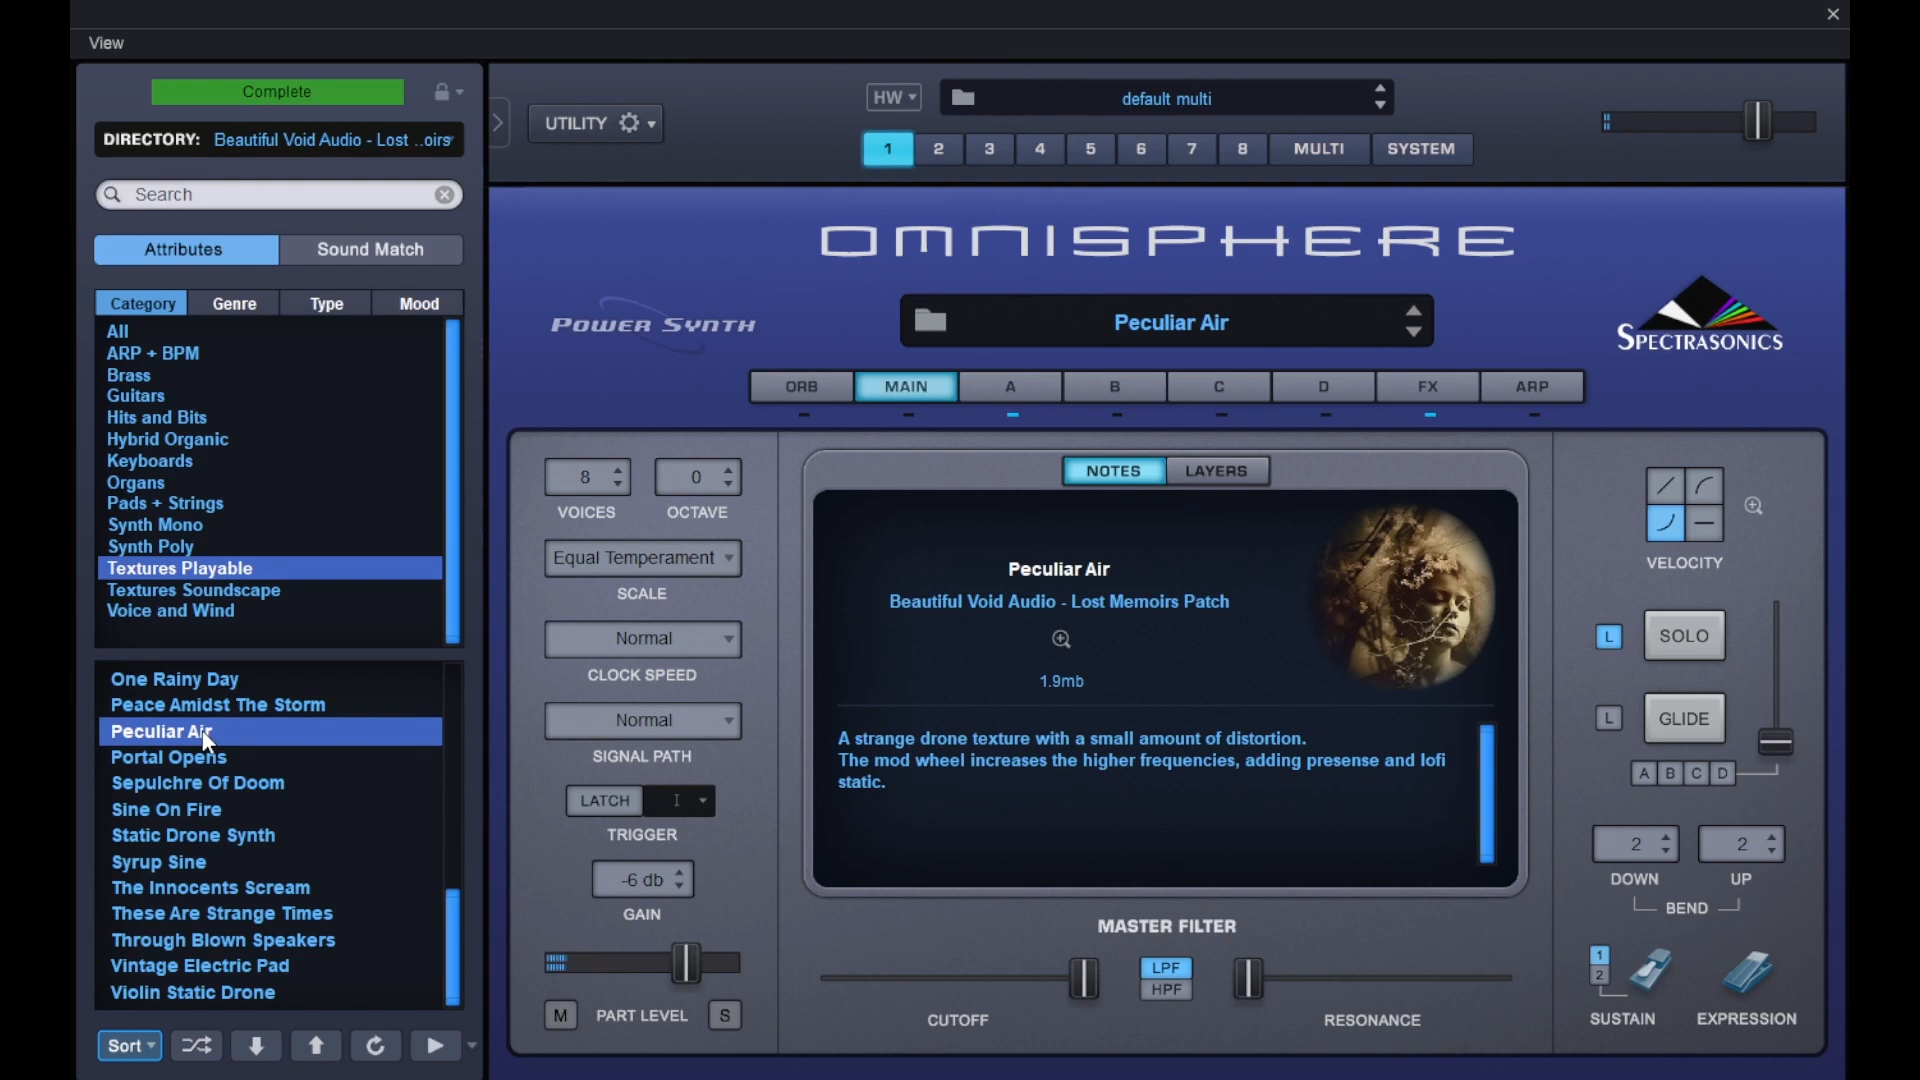 View
Complete
DIRECTORY: Beautiful Void Audio - Lost ..oirs
Search
Attributes
Sound Match
Category
Genre
Type
Mood
All
ARP + BPM
Brass
Guitars
Hits and Bits
Hybrid Organic
Keyboards
Organs
Pads + Strings
Synth Mono
Synth Poly
Textures Playable
Textures Soundscape
Voice and Wind
One Rainy Day
Peace Amidst The Storm
Peculiar Air
Portal Opens
Sepulchre Of Doom
Sine On Fire
Static Drone Synth
Syrup Sine
The Innocents Scream
These Are Strange Times
Through Blown Speakers
Vintage Electric Pad
Violin Static Drone
Sort
UTILITY
HW
default multi
1 2 3 4 5 6 7 8 MULTI SYSTEM
OMNISPHERE
POWER SYNTH
Peculiar Air
SPECTRASONICS
ORB MAIN A B C D FX ARP
8
0
VOICES
OCTAVE
Equal Temperament
SCALE
Normal
CLOCK SPEED
Normal
SIGNAL PATH
LATCH
I
TRIGGER
-6 db
GAIN
M
PART LEVEL
S
NOTES
LAYERS
Peculiar Air
Beautiful Void Audio - Lost Memoirs Patch
1.9mb
A strange drone texture with a small amount of distortion.
The mod wheel increases the higher frequencies, adding presense and lofi
static.
MASTER FILTER
LPF
HPF
CUTOFF
RESONANCE
VELOCITY
L
SOLO
L
GLIDE
A B C D
2
2
DOWN
UP
BEND
1
2
SUSTAIN
EXPRESSION